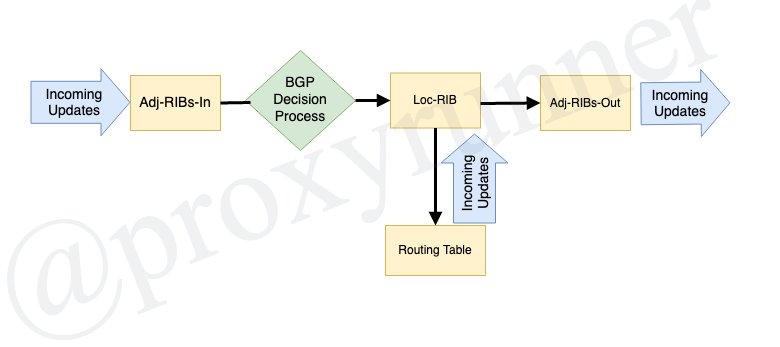 Incoming
Updates
Adj-RIBs-In
BGP
Decision
Process
Loc-RIB
Adj-RIBs-Out
Incoming
Updates
Incoming
Updates
Routing Table
@proxyrunner